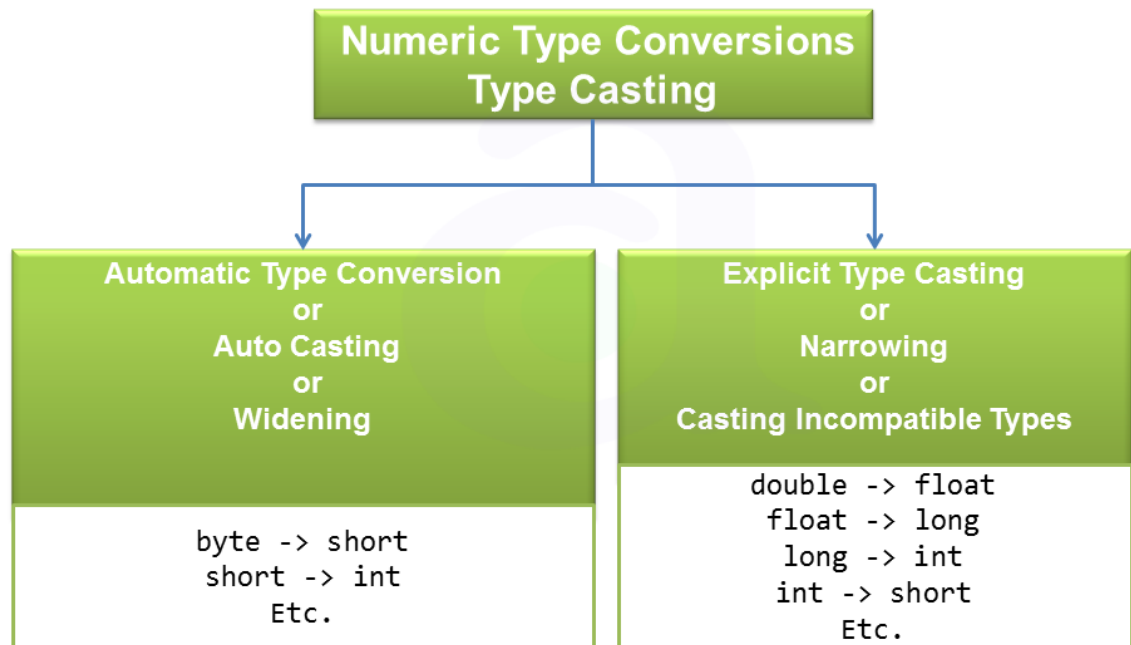 Numeric Type Conversions
Type Casting
Automatic Type Conversion
or
Auto Casting
or
Widening
byte -> short
short -> int
Etc.
Explicit Type Casting
or
Narrowing
or
Casting Incompatible Types
double -> float
float -> long
long -> int
int -> short
Etc.